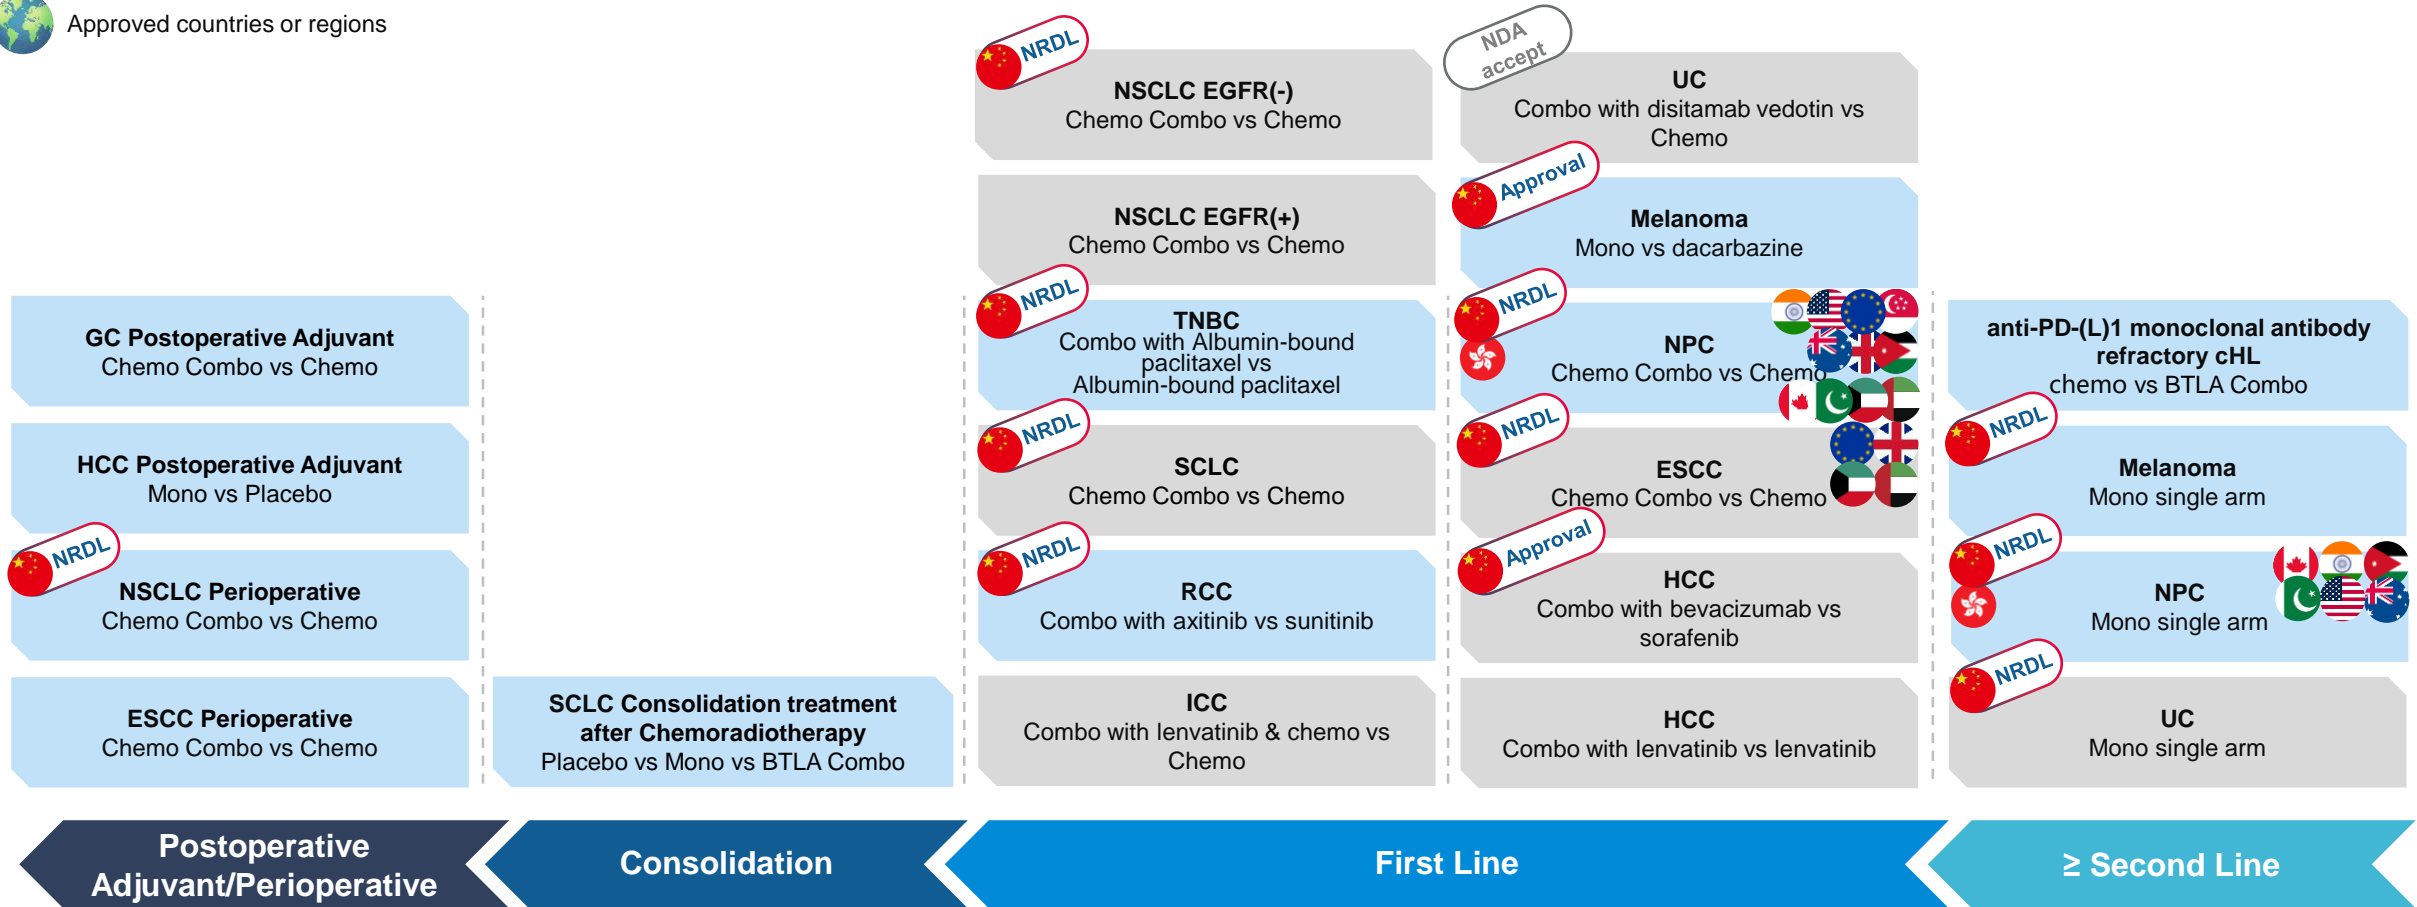 Approved countries or regions
GC Postoperative Adjuvant
Chemo Combo vs Chemo
HCC Postoperative Adjuvant
Mono vs Placebo
NRDL
NSCLC Perioperative
Chemo Combo vs Chemo
ESCC Perioperative
Chemo Combo vs Chemo
SCLC Consolidation treatment
after Chemoradiotherapy
Placebo vs Mono vs BTLA Combo
NRDL
NSCLC EGFR(-)
Chemo Combo vs Chemo
NSCLC EGFR(+)
Chemo Combo vs Chemo
NRDL
TNBC
Combo with Albumin-bound
paclitaxel vs
Albumin-bound paclitaxel
NRDL
SCLC
Chemo Combo vs Chemo
NRDL
RCC
Combo with axitinib vs sunitinib
ICC
Combo with lenvatinib & chemo vs
Chemo
NDA
accept
UC
Combo with disitamab vedotin vs
Chemo
Approval
Melanoma
Mono vs dacarbazine
NRDL
NPC
Chemo Combo vs Chemo
NRDL
ESCC
Chemo Combo vs Chemo
Approval
HCC
Combo with bevacizumab vs
sorafenib
HCC
Combo with lenvatinib vs lenvatinib
anti-PD-(L)1 monoclonal antibody
refractory cHL
chemo vs BTLA Combo
NRDL
Melanoma
Mono single arm
NRDL
NPC
Mono single arm
NRDL
UC
Mono single arm
Postoperative
Adjuvant/Perioperative
Consolidation
First Line
≥ Second Line